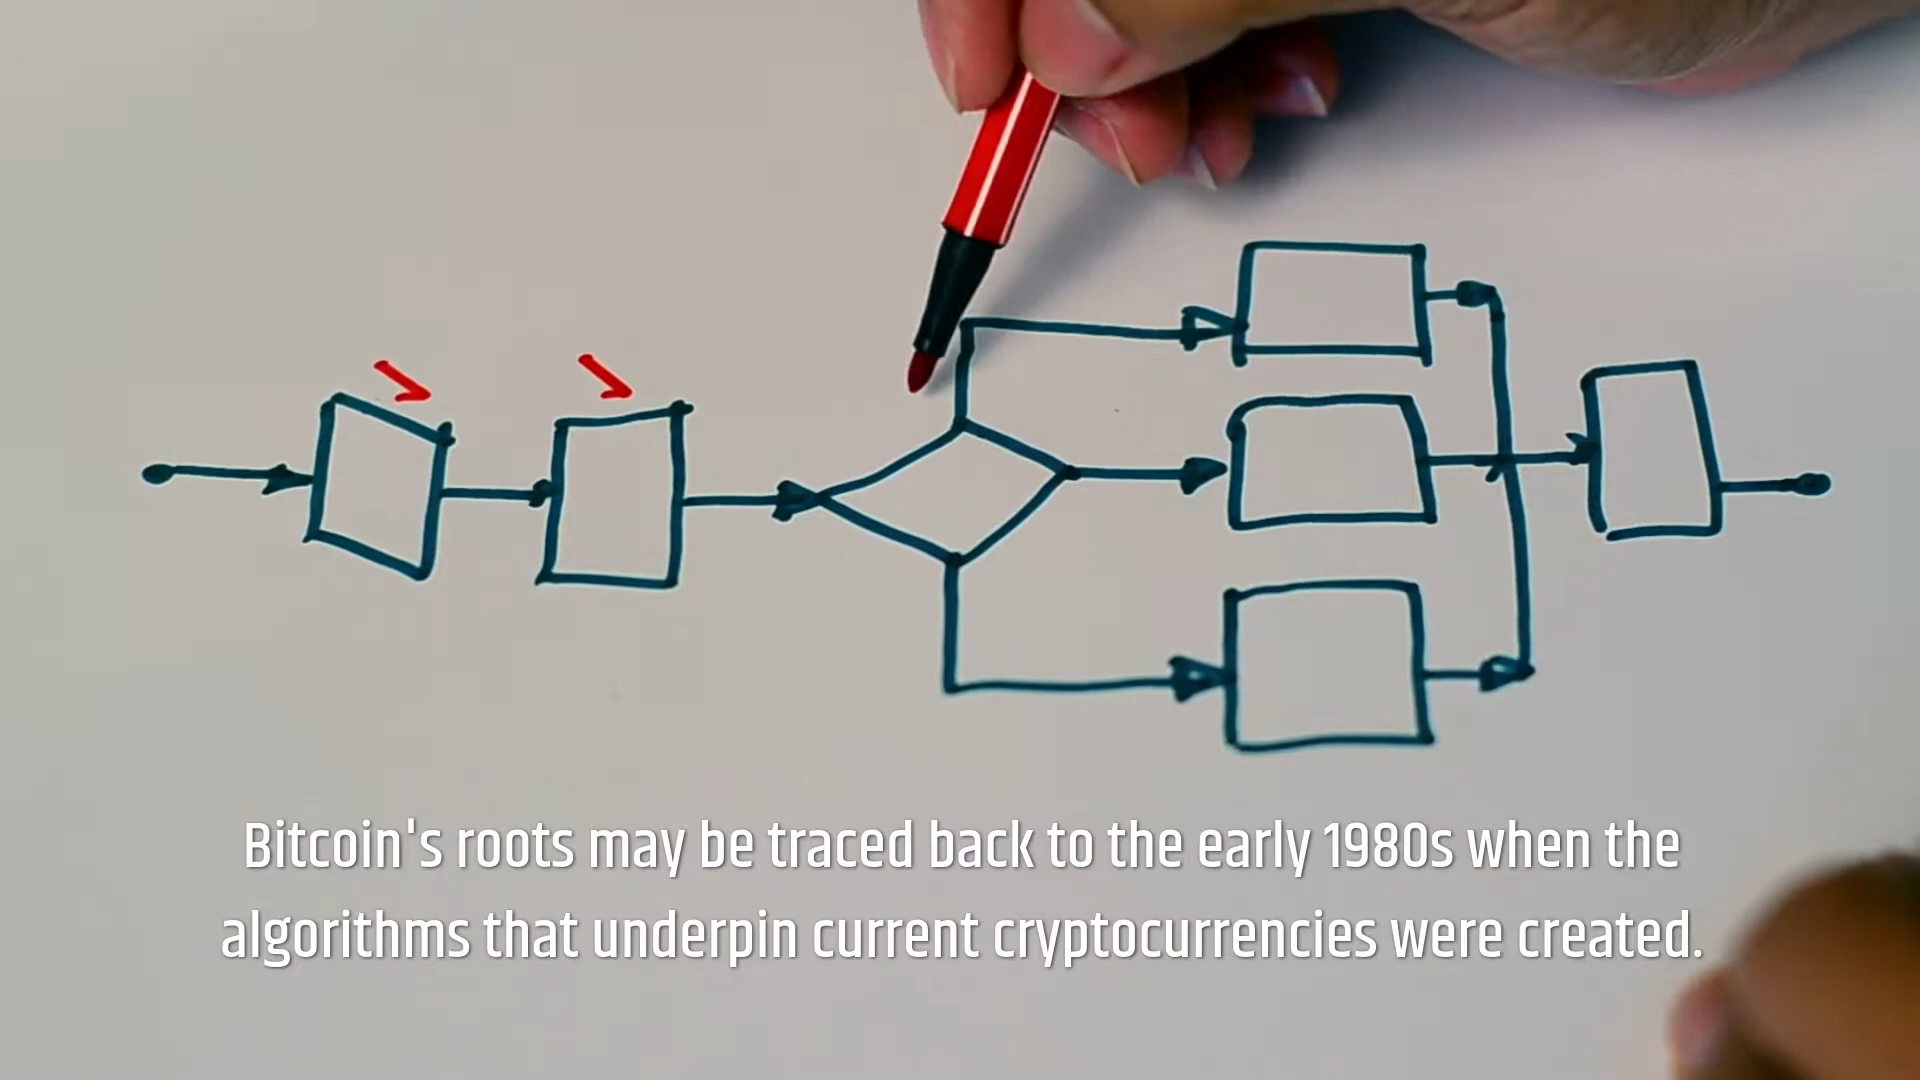 Bitcoin's roots may be traced back to the early 1980s when the
algorithms that underpin current cryptocurrencies were created.